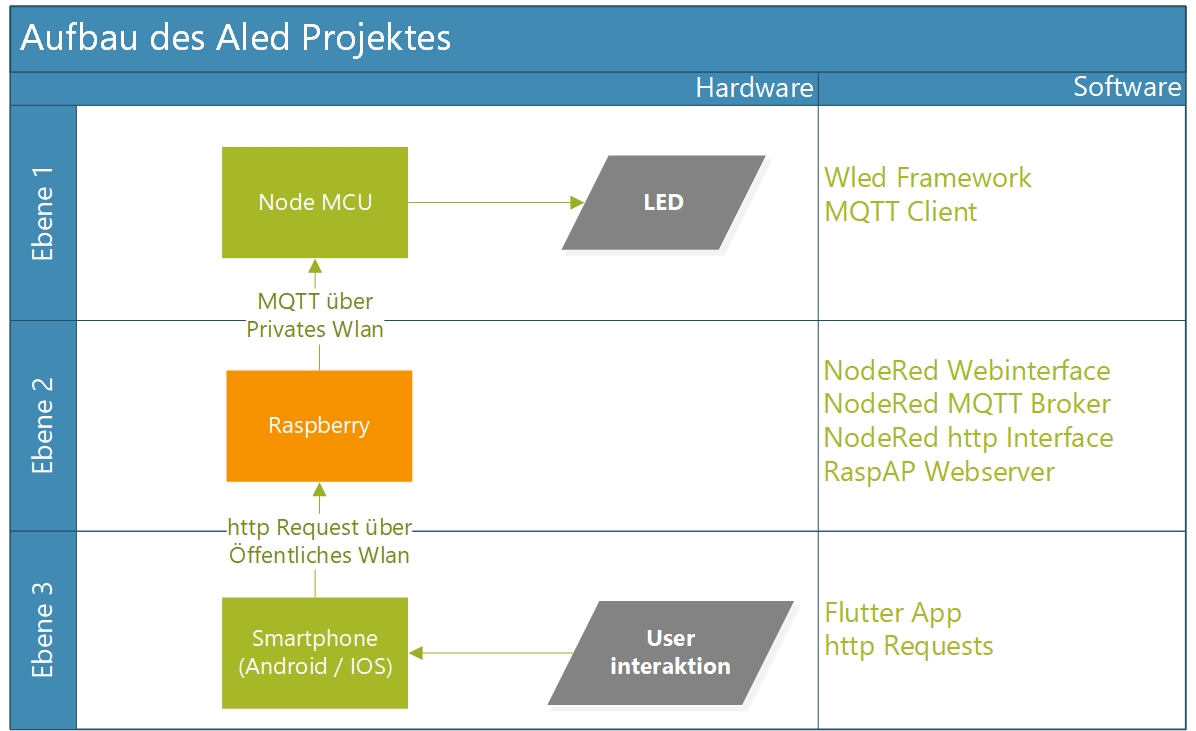 Aufbau des Aled Projektes
Hardware
Software
Ebene 1
Node MCU
LED
Wled Framework
MQTT Client
MQTT über
Privates Wlan
Ebene 2
Raspberry
NodeRed Webinterface
NodeRed MQTT Broker
NodeRed http Interface
RaspAP Webserver
http Request über
Öffentliches Wlan
Ebene 3
Smartphone
(Android / IOS)
User
interaktion
Flutter App
http Requests